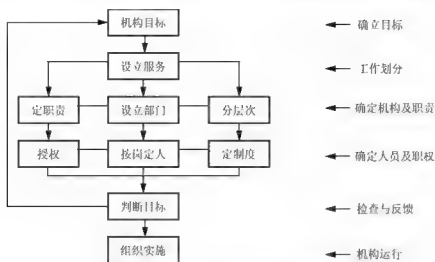 机构目标 确立目标
设立服务 工作划分
定职责 设立部门 分层次 确定机构及职责
授权 按岗定人 定制度 确定人员及职权
判断目标 检查与反馈
组织实施 机构运行